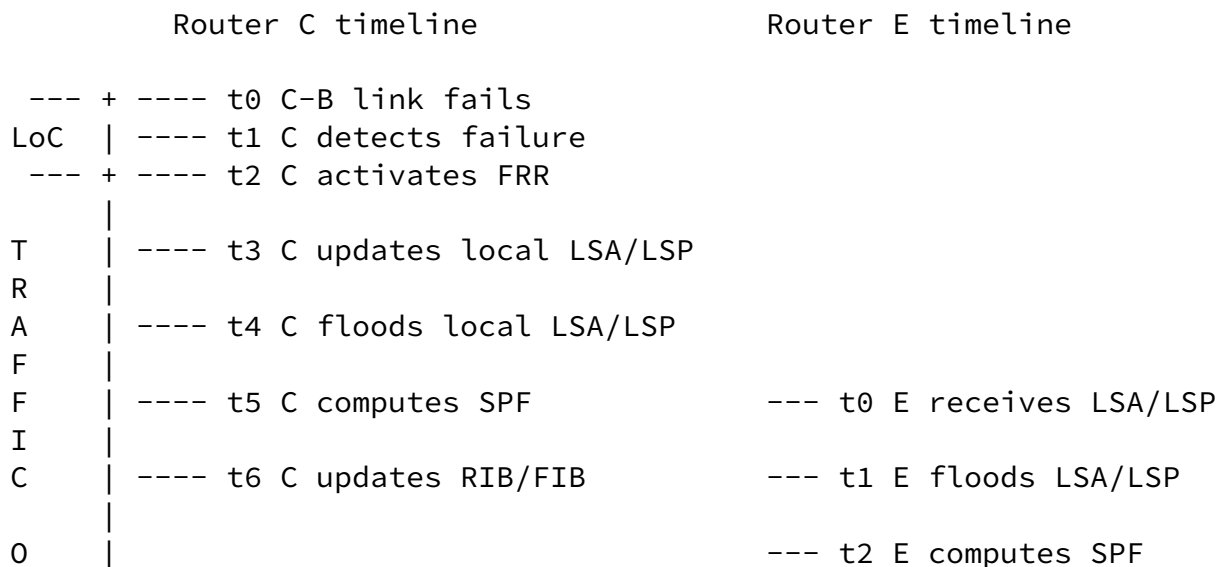 Router C timeline                 Router E timeline
 --- + ---- t0 C-B link fails
LoC  | ---- t1 C detects failure
 --- + ---- t2 C activates FRR
     |
T    | ---- t3 C updates local LSA/LSP
R    |
A    | ---- t4 C floods local LSA/LSP
F    |
F    | ---- t5 C computes SPF          --- t0 E receives LSA/LSP
I    |
C    | ---- t6 C updates RIB/FIB       --- t1 E floods LSA/LSP
     |
O    |                                 --- t2 E computes SPF